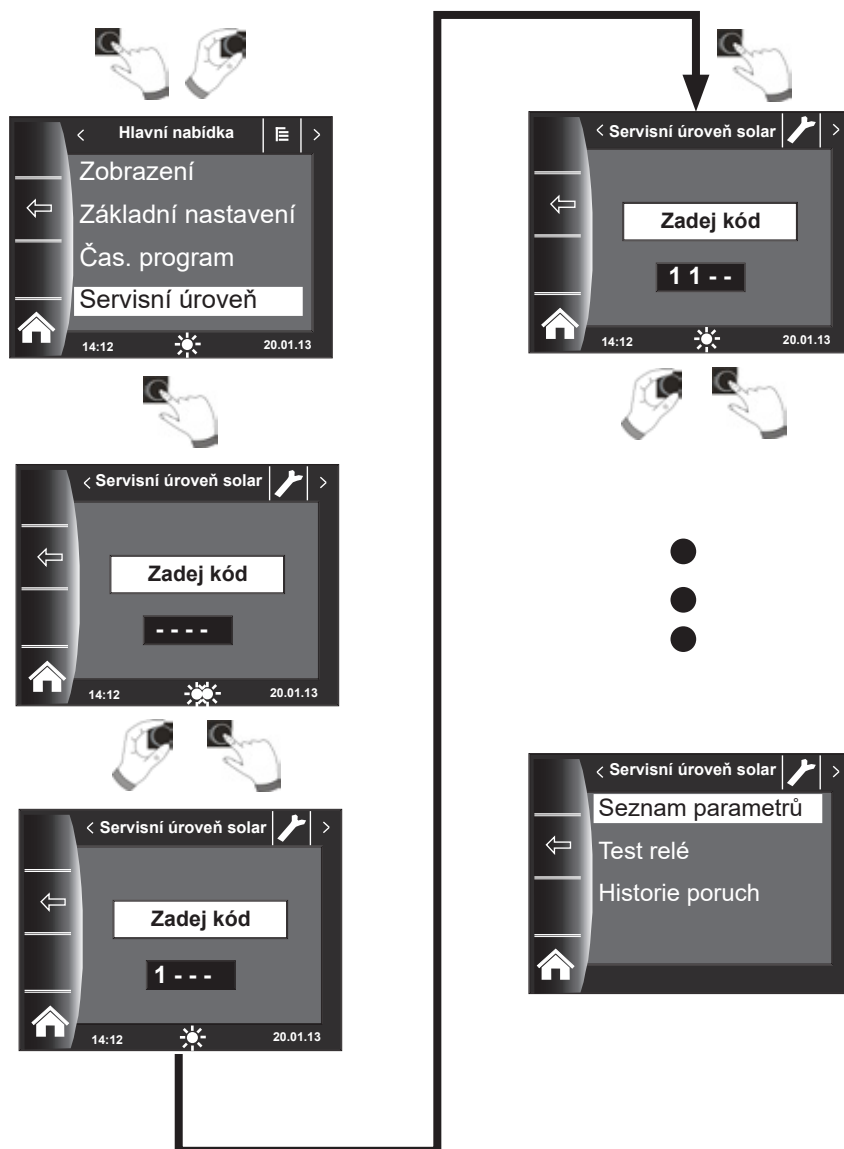 Hlavní nabídka
Zobrazení
Základní nastavení
Čas. program
Servisní úroveň
14:12 20.01.13
Servisní úroveň solar
Zadej kód
- - - -
14:12 20.01.13
Servisní úroveň solar
Zadej kód
1 - - -
14:12 20.01.13
Servisní úroveň solar
Zadej kód
1 1 - -
14:12 20.01.13
Servisní úroveň solar
Seznam parametrů
Test relé
Historie poruch